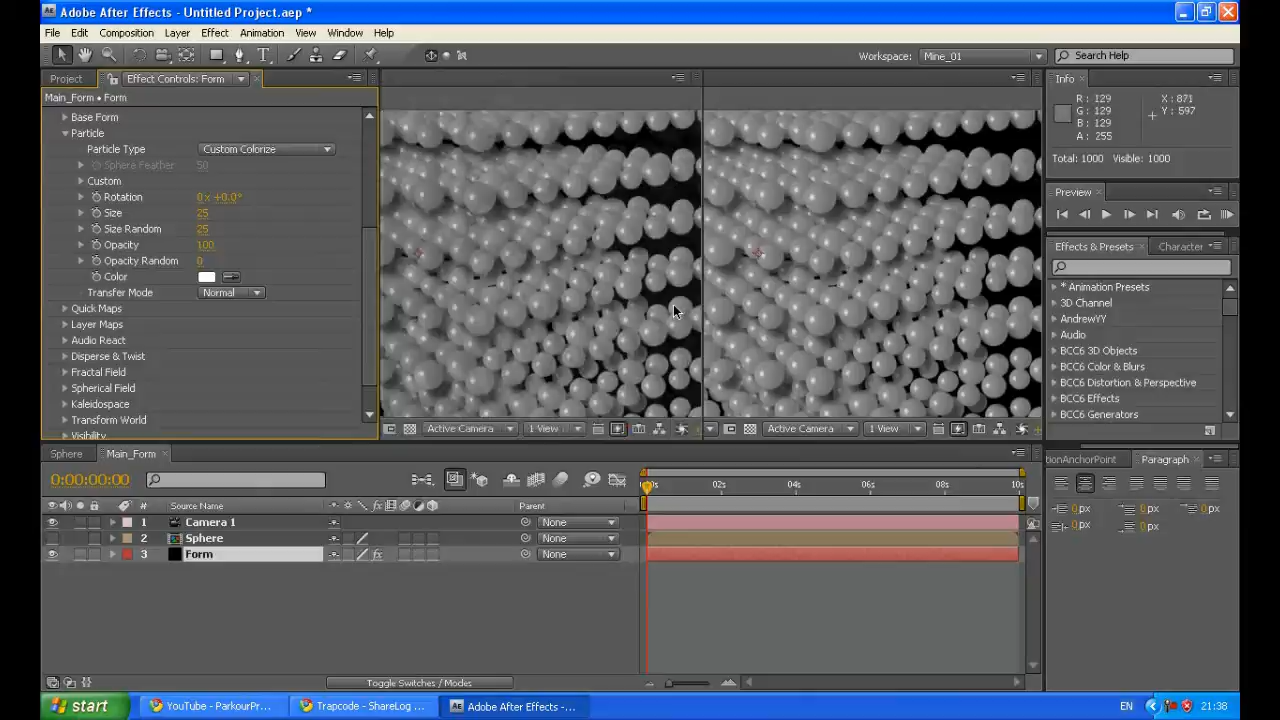 Adobe After Effects - Untitled Project.aep *
File Edit Composition Layer Effect Animation View Window Help
Workspace: Mine_01 Search Help
Project Effect Controls: Form
Main_Form • Form
Base Form
Particle
Particle Type Custom Colorize
Sphere Feather 50
Custom
Rotation 0x +0.0°
Size 25
Size Random 25
Opacity 100
Opacity Random 0
Color
Transfer Mode Normal
Quick Maps
Layer Maps
Audio React
Disperse & Twist
Fractal Field
Spherical Field
Kaleidospace
Transform World
Visibility
Active Camera 1 View Active Camera 1 View
Info
R : 129 X : 871
G : 129 Y : 597
B : 129
A : 255
Total: 1000 Visible: 1000
Preview
Effects & Presets Character
* Animation Presets
3D Channel
AndrewYY
Audio
BCC6 3D Objects
BCC6 Color & Blurs
BCC6 Distortion & Perspective
BCC6 Effects
BCC6 Generators
Sphere Main_Form
0:00:00:00
02s 04s 06s 08s 10s
# Source Name Parent
1 Camera 1 None
2 Sphere None
3 Form None
tionAnchorPoint Paragraph
0 px 0 px 0 px
0 px 0 px
Toggle Switches / Modes
start YouTube - ParkourPr... Trapcode - ShareLog ... Adobe After Effects - ... EN 21:38